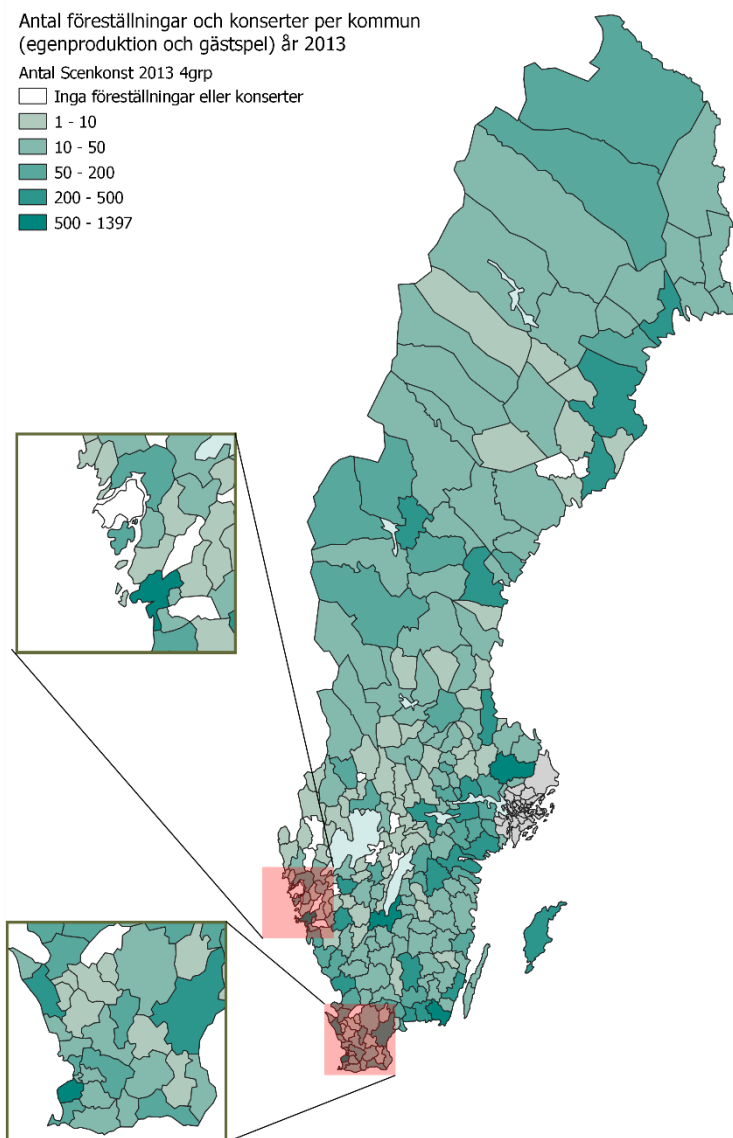 Antal föreställningar och konserter per kommun
(egenproduktion och gästspel) år 2013
Antal Scenkonst 2013 4grp
Inga föreställningar eller konserter
1 - 10
10 - 50
50 - 200
200 - 500
500 - 1397